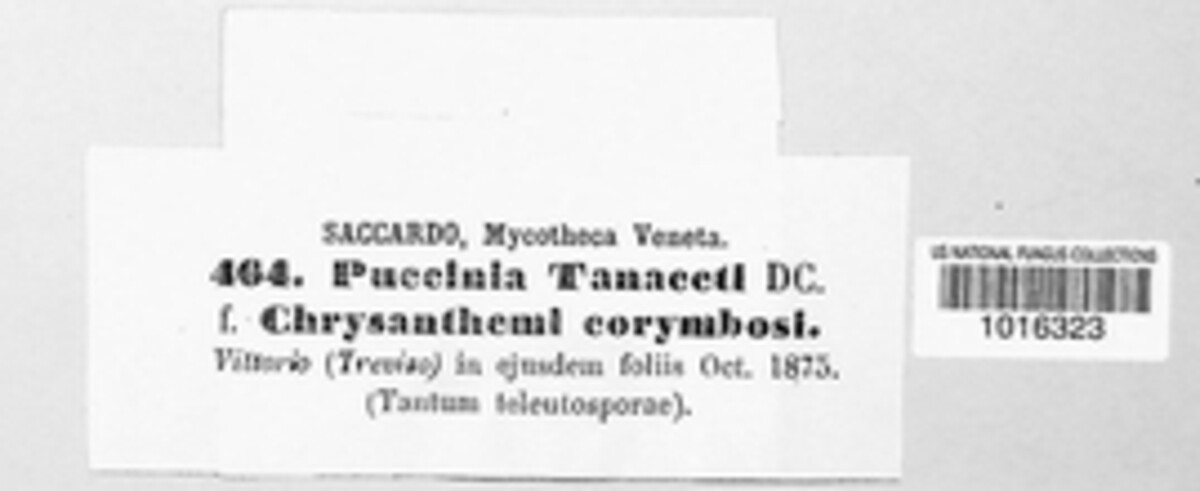 SACCARDO, Mycotheca Veneta.
464. Puccinia Tanaceti DC.
f. Chrysanthemi corymbosi.
Vittorio (Treviso) in ejusdem foliis Oct. 1875.
(Tantum teleutosporae).
US NATIONAL FUNGUS COLLECTIONS
1016323